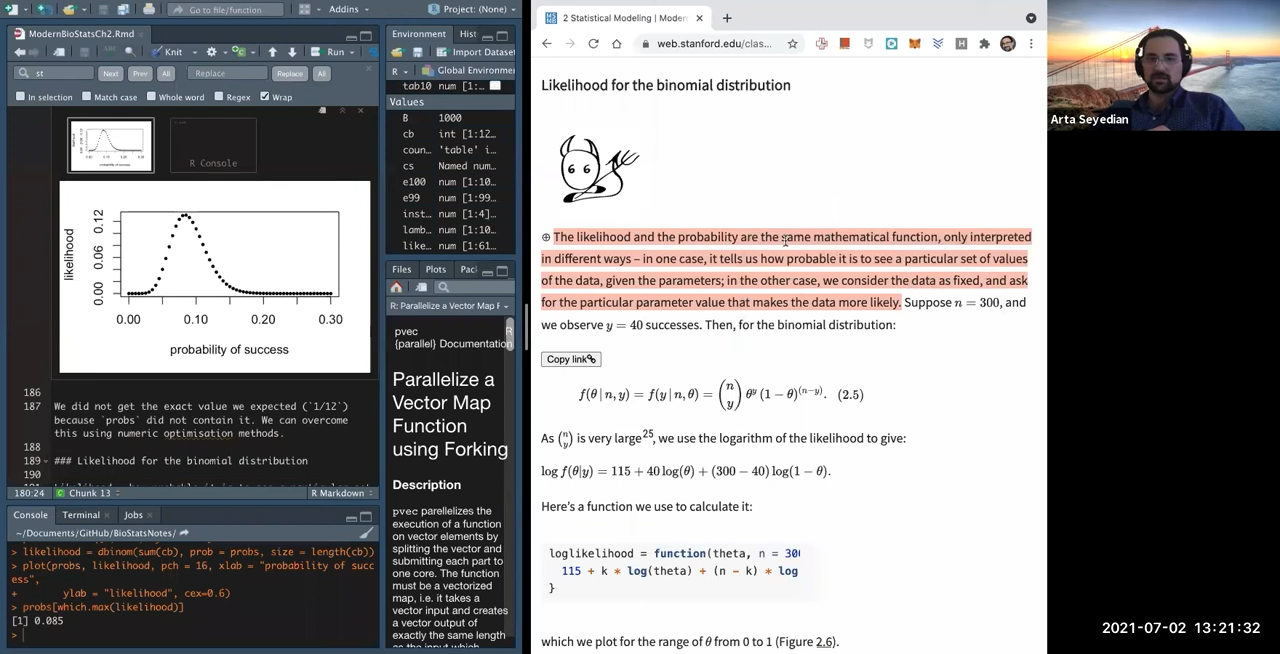 Go to file/function
Addins
Project: (None)
ModernBioStatsCh2.Rmd
Knit
Run
st
Next
Prev
All
Replace
Replace
All
In selection
Match case
Whole word
Regex
Wrap
R Console
likelihood
0.00 0.06 0.12
0.00 0.10 0.20 0.30
probability of success
186
187 We did not get the exact value we expected (`1/12`)
because `probs` did not contain it. We can overcome
this using numeric optimisation methods.
188
189 ### Likelihood for the binomial distribution
190
180:24 Chunk 13 R Markdown
Console Terminal Jobs
~/Documents/GitHub/BioStatsNotes/
> likelihood = dbinom(sum(cb), prob = probs, size = length(cb))
> plot(probs, likelihood, pch = 16, xlab = "probability of succ
ess",
+ ylab = "likelihood", cex=0.6)
> probs[which.max(likelihood)]
[1] 0.085
>
Environment Hist
Import Dataset
R Global Environme
tab10 num [1:…
Values
B 1000
cb int [1:12…
coun… 'table' i…
cs Named num…
e100 num [1:10…
e99 num [1:99…
inst… num [1:4]…
lamb… num [1:10…
like… num [1:61…
Files Plots Pac
R: Parallelize a Vector Map F
pvec
{parallel} Documentation
R
Parallelize a
Vector Map
Function
using Forking
Description
pvec parellelizes the
execution of a function
on vector elements by
splitting the vector and
submitting each part to
one core. The function
must be a vectorized
map, i.e. it takes a
vector input and creates
a vector output of
exactly the same length
as the input which
2 Statistical Modeling | Moder
web.stanford.edu/clas…
Likelihood for the binomial distribution
⊕ The likelihood and the probability are the same mathematical function, only interpreted
in different ways – in one case, it tells us how probable it is to see a particular set of values
of the data, given the parameters; in the other case, we consider the data as fixed, and ask
for the particular parameter value that makes the data more likely. Suppose n = 300, and
we observe y = 40 successes. Then, for the binomial distribution:
Copy link
f(θ | n, y) = f(y | n, θ) = (n y) θ^y (1 − θ)^(n−y). (2.5)
As (n y) is very large25, we use the logarithm of the likelihood to give:
log f(θ|y) = 115 + 40 log(θ) + (300 − 40) log(1 − θ).
Here's a function we use to calculate it:
loglikelihood = function(theta, n = 300
115 + k * log(theta) + (n − k) * log
}
which we plot for the range of θ from 0 to 1 (Figure 2.6).
Arta Seyedian
2021-07-02 13:21:32